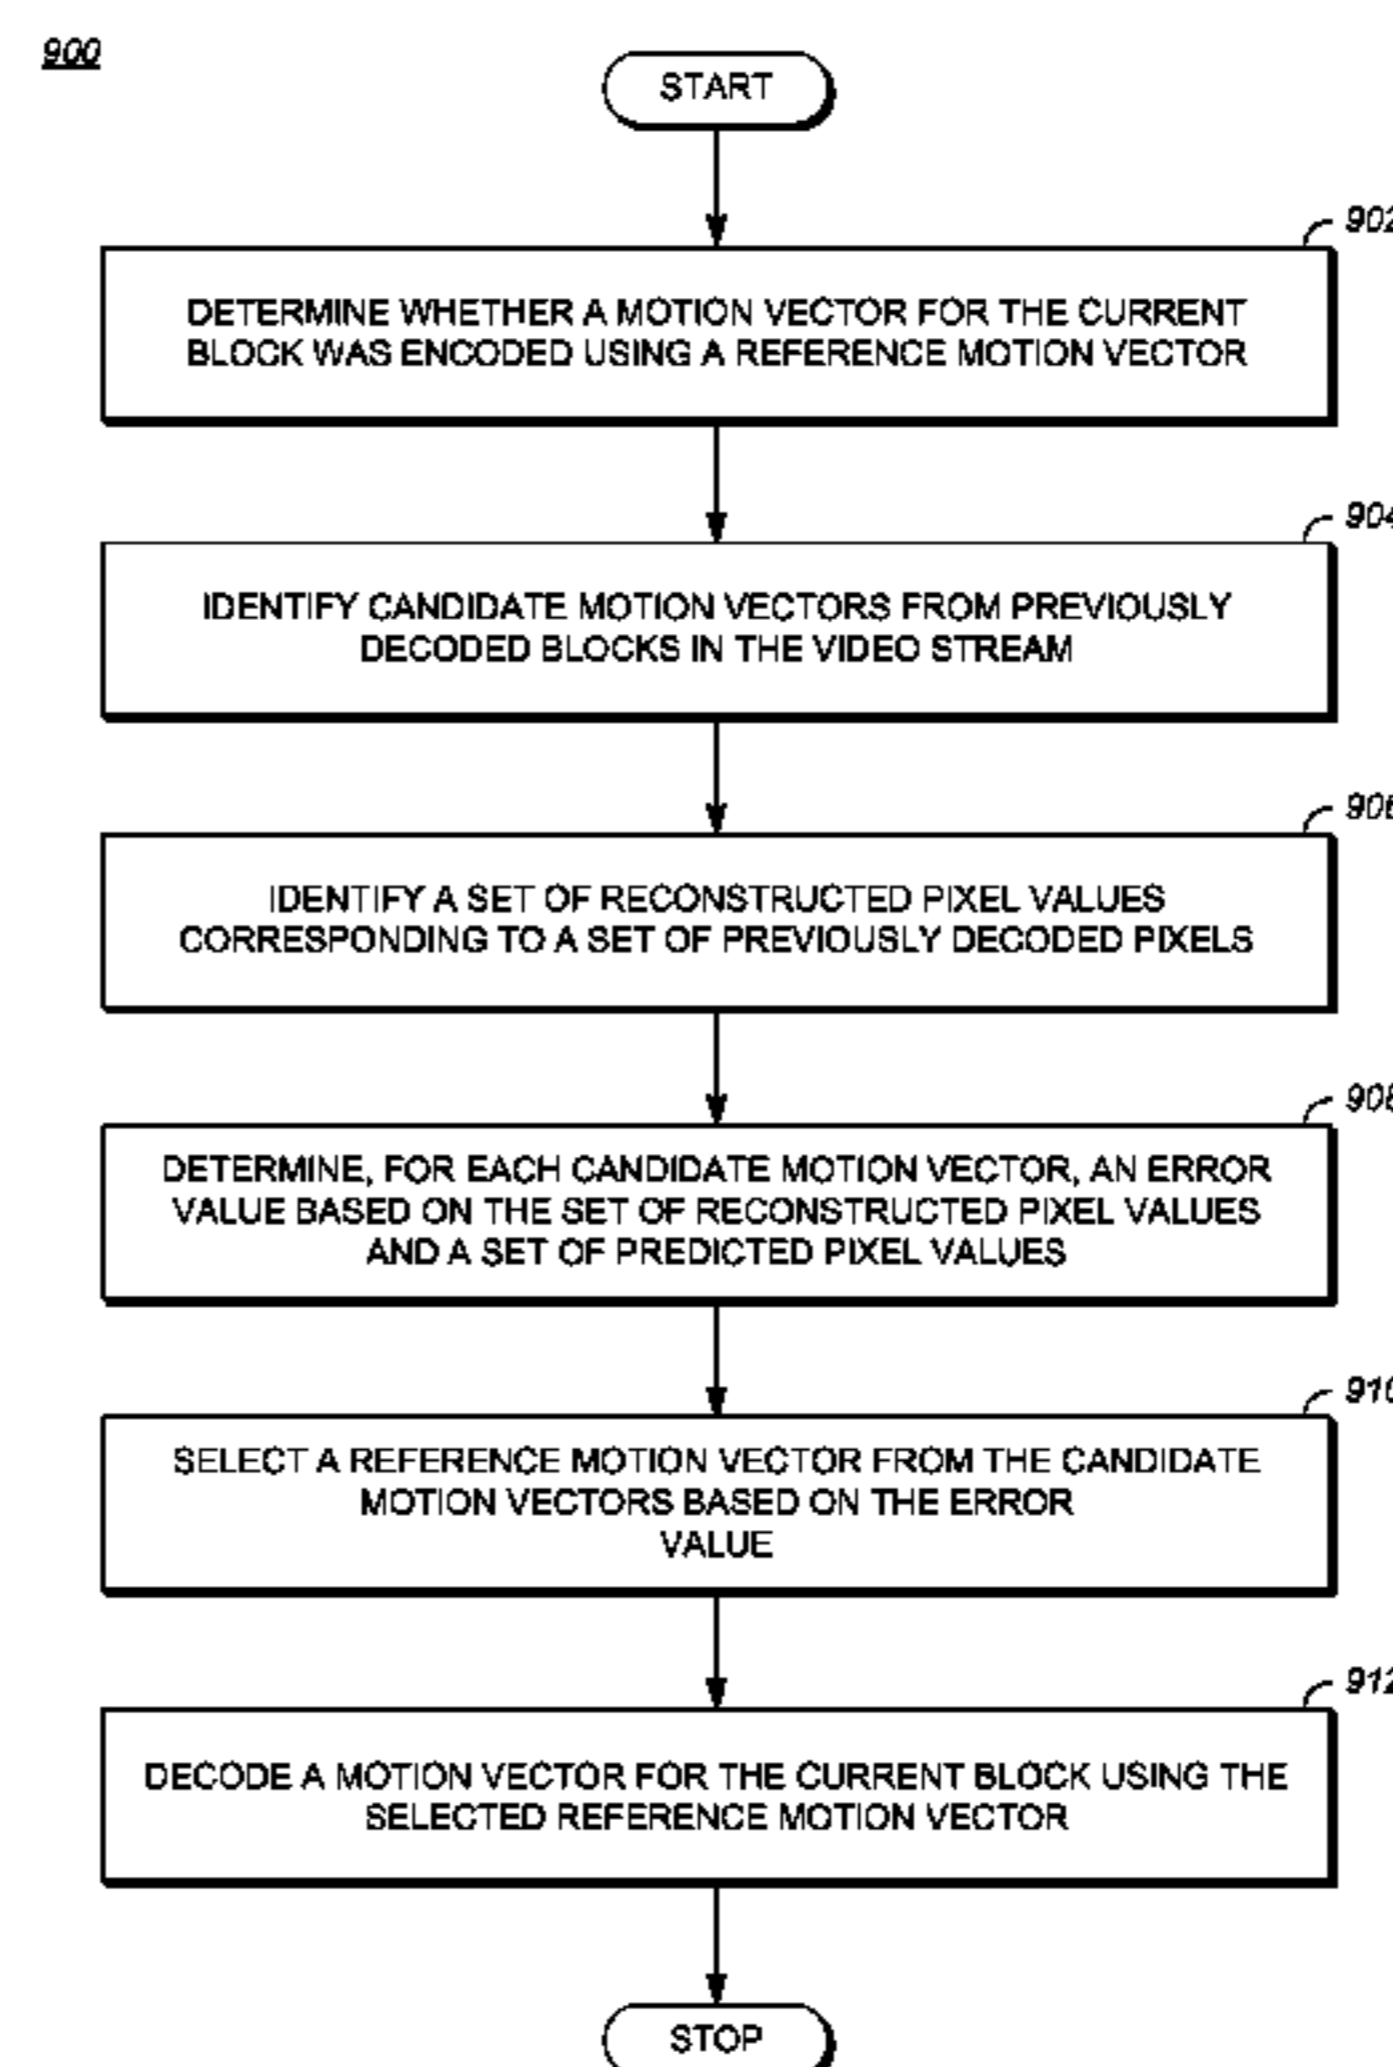 900
START
902
DETERMINE WHETHER A MOTION VECTOR FOR THE CURRENT
BLOCK WAS ENCODED USING A REFERENCE MOTION VECTOR
904
IDENTIFY CANDIDATE MOTION VECTORS FROM PREVIOUSLY
DECODED BLOCKS IN THE VIDEO STREAM
906
IDENTIFY A SET OF RECONSTRUCTED PIXEL VALUES
CORRESPONDING TO A SET OF PREVIOUSLY DECODED PIXELS
908
DETERMINE, FOR EACH CANDIDATE MOTION VECTOR, AN ERROR
VALUE BASED ON THE SET OF RECONSTRUCTED PIXEL VALUES
AND A SET OF PREDICTED PIXEL VALUES
910
SELECT A REFERENCE MOTION VECTOR FROM THE CANDIDATE
MOTION VECTORS BASED ON THE ERROR
VALUE
912
DECODE A MOTION VECTOR FOR THE CURRENT BLOCK USING THE
SELECTED REFERENCE MOTION VECTOR
STOP